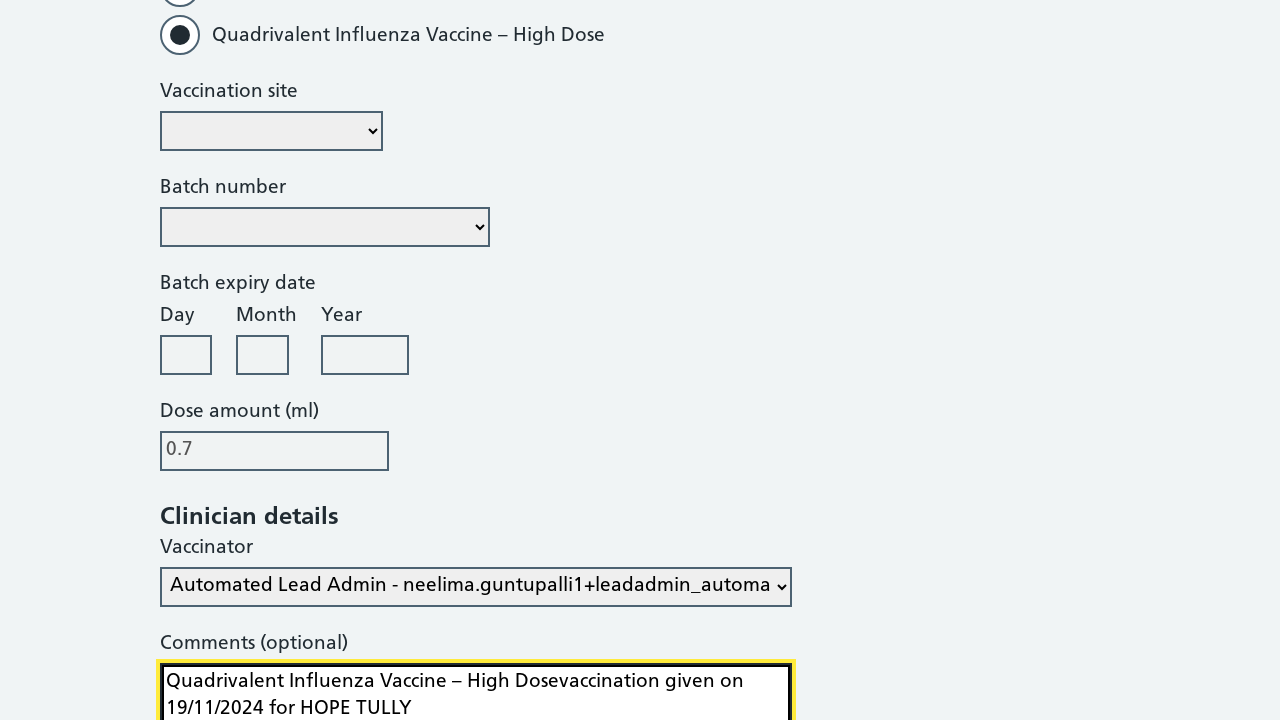 Quadrivalent Influenza Vaccine – High Dose
Vaccination site
Batch number
Batch expiry date
Day Month Year
Dose amount (ml)
0.7
Clinician details
Vaccinator
Automated Lead Admin - neelima.guntupalli1+leadadmin_automa
Comments (optional)
Quadrivalent Influenza Vaccine – High Dosevaccination given on
19/11/2024 for HOPE TULLY